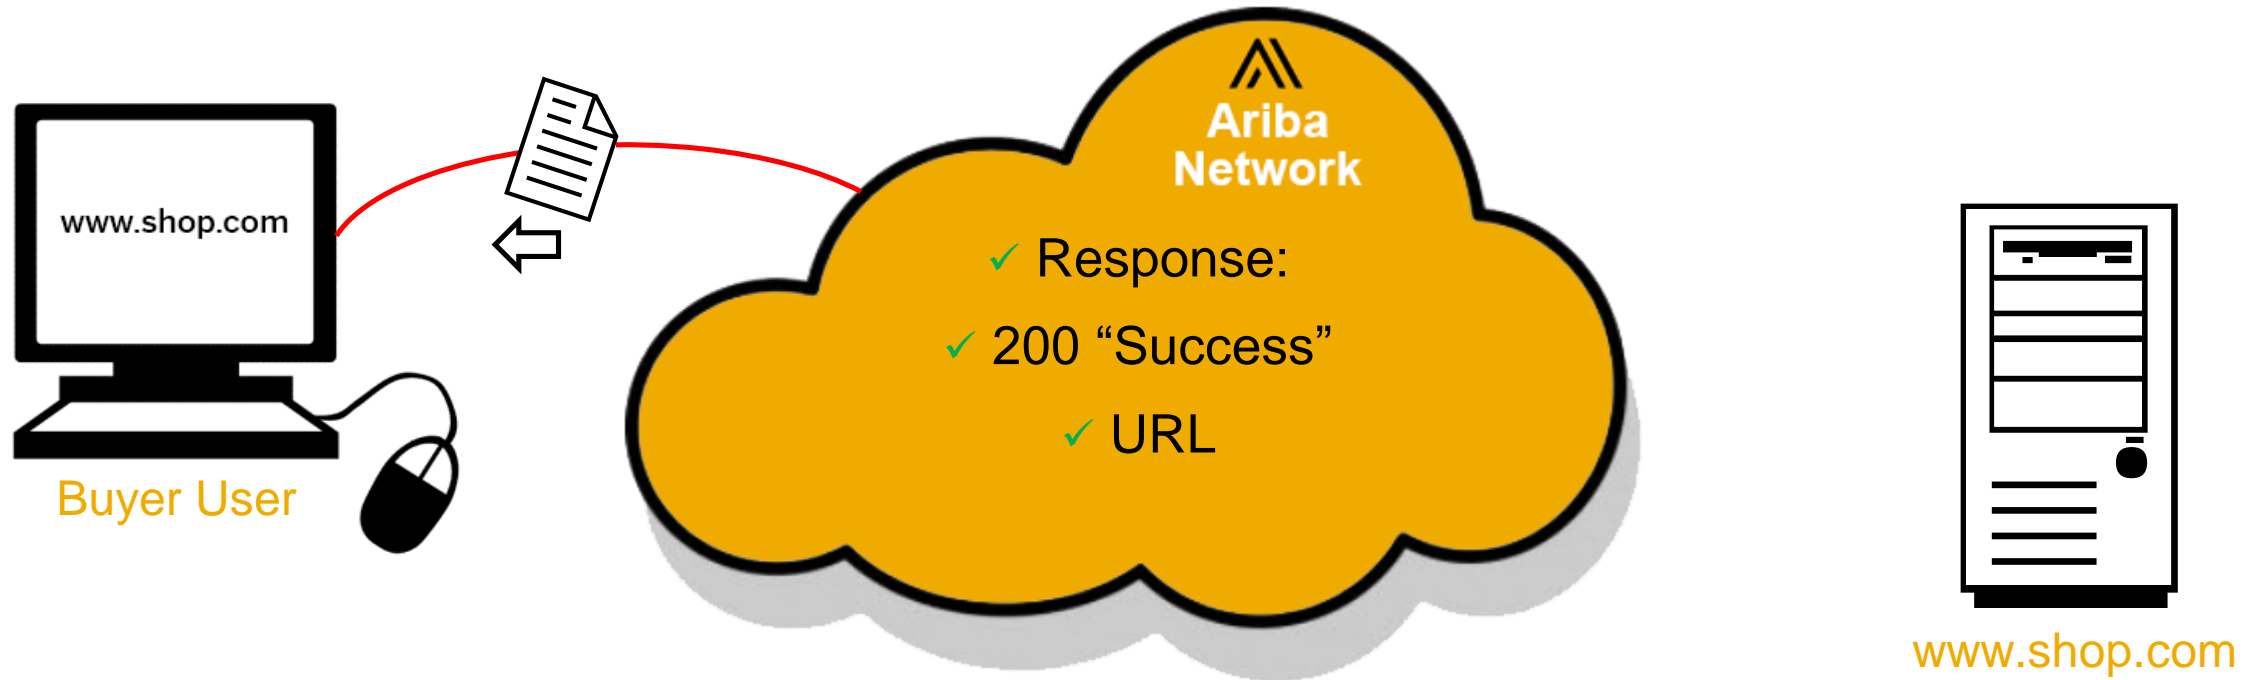 Ariba
Network
www.shop.com
✓ Response:
✓ 200 “Success”
✓ URL
Buyer User
www.shop.com